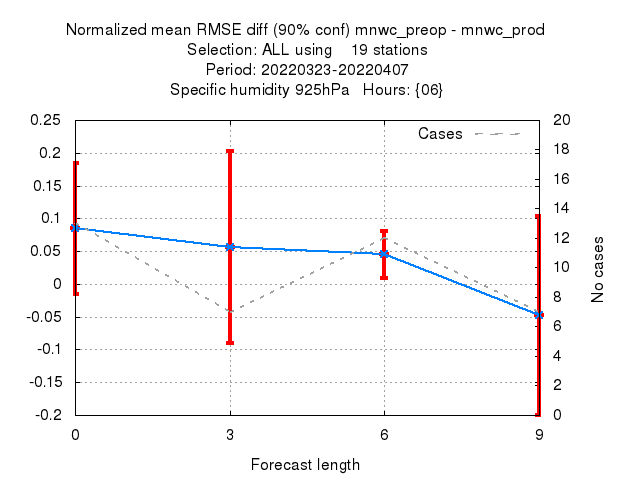 Normalized mean RMSE diff (90% conf) mnwc_preop - mnwc_prod
Selection: ALL using    19 stations
Period: 20220323-20220407
Specific humidity 925hPa   Hours: {06}
0.25
0.2
0.15
0.1
0.05
0
-0.05
-0.1
-0.15
-0.2
Cases
20
18
16
14
12
10
8
6
4
2
0
No cases
0 3 6 9
Forecast length